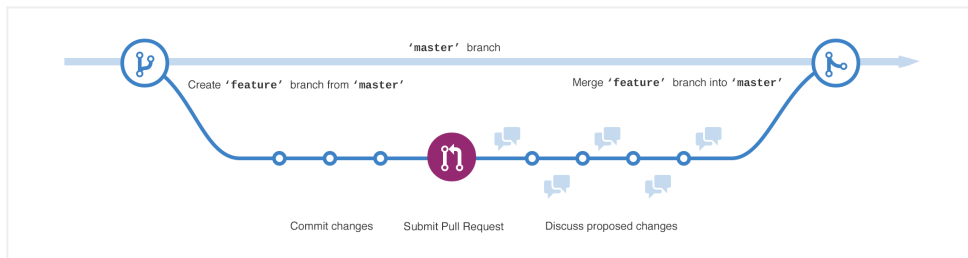 ‘master’ branch
Create ‘feature’ branch from ‘master’
Merge ‘feature’ branch into ‘master’
Commit changes
Submit Pull Request
Discuss proposed changes